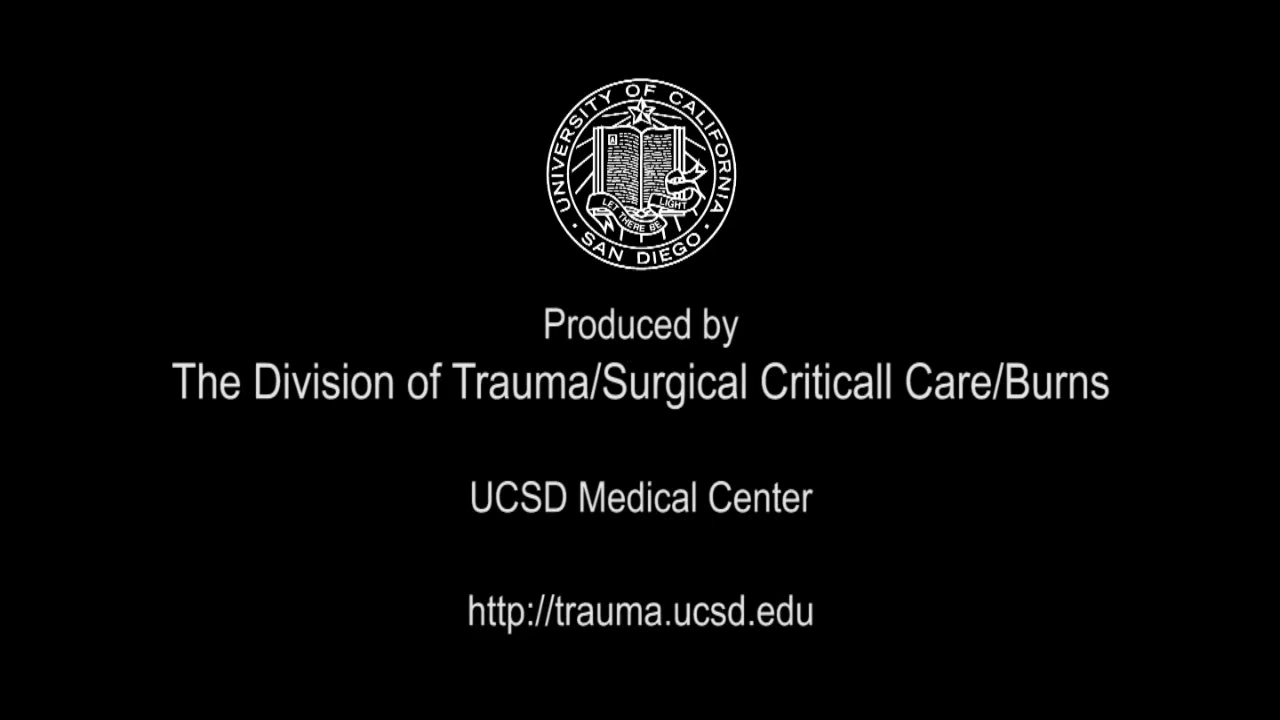 UNIVERSITY OF CALIFORNIA
LET THERE BE LIGHT
• SAN DIEGO •
Produced by
The Division of Trauma/Surgical Criticall Care/Burns
UCSD Medical Center
http://trauma.ucsd.edu